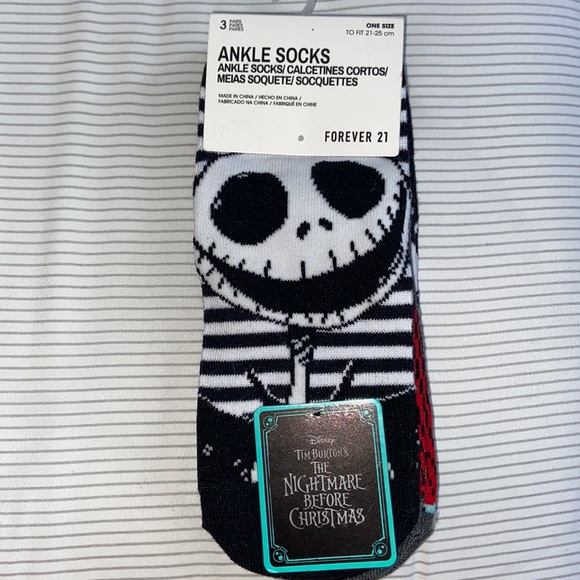 3 PAIRS
PARES
PAIRES
ONE SIZE
TO FIT 21-25 cm
ANKLE SOCKS
ANKLE SOCKS/ CALCETINES CORTOS/
MEIAS SOQUETE/ SOCQUETTES
MADE IN CHINA / HECHO EN CHINA /
FABRICADO NA CHINA / FABRIQUÉ EN CHINE
FOREVER 21
Disney
TIM BURTON'S
THE
NIGHTMARE
BEFORE
CHRISTMAS